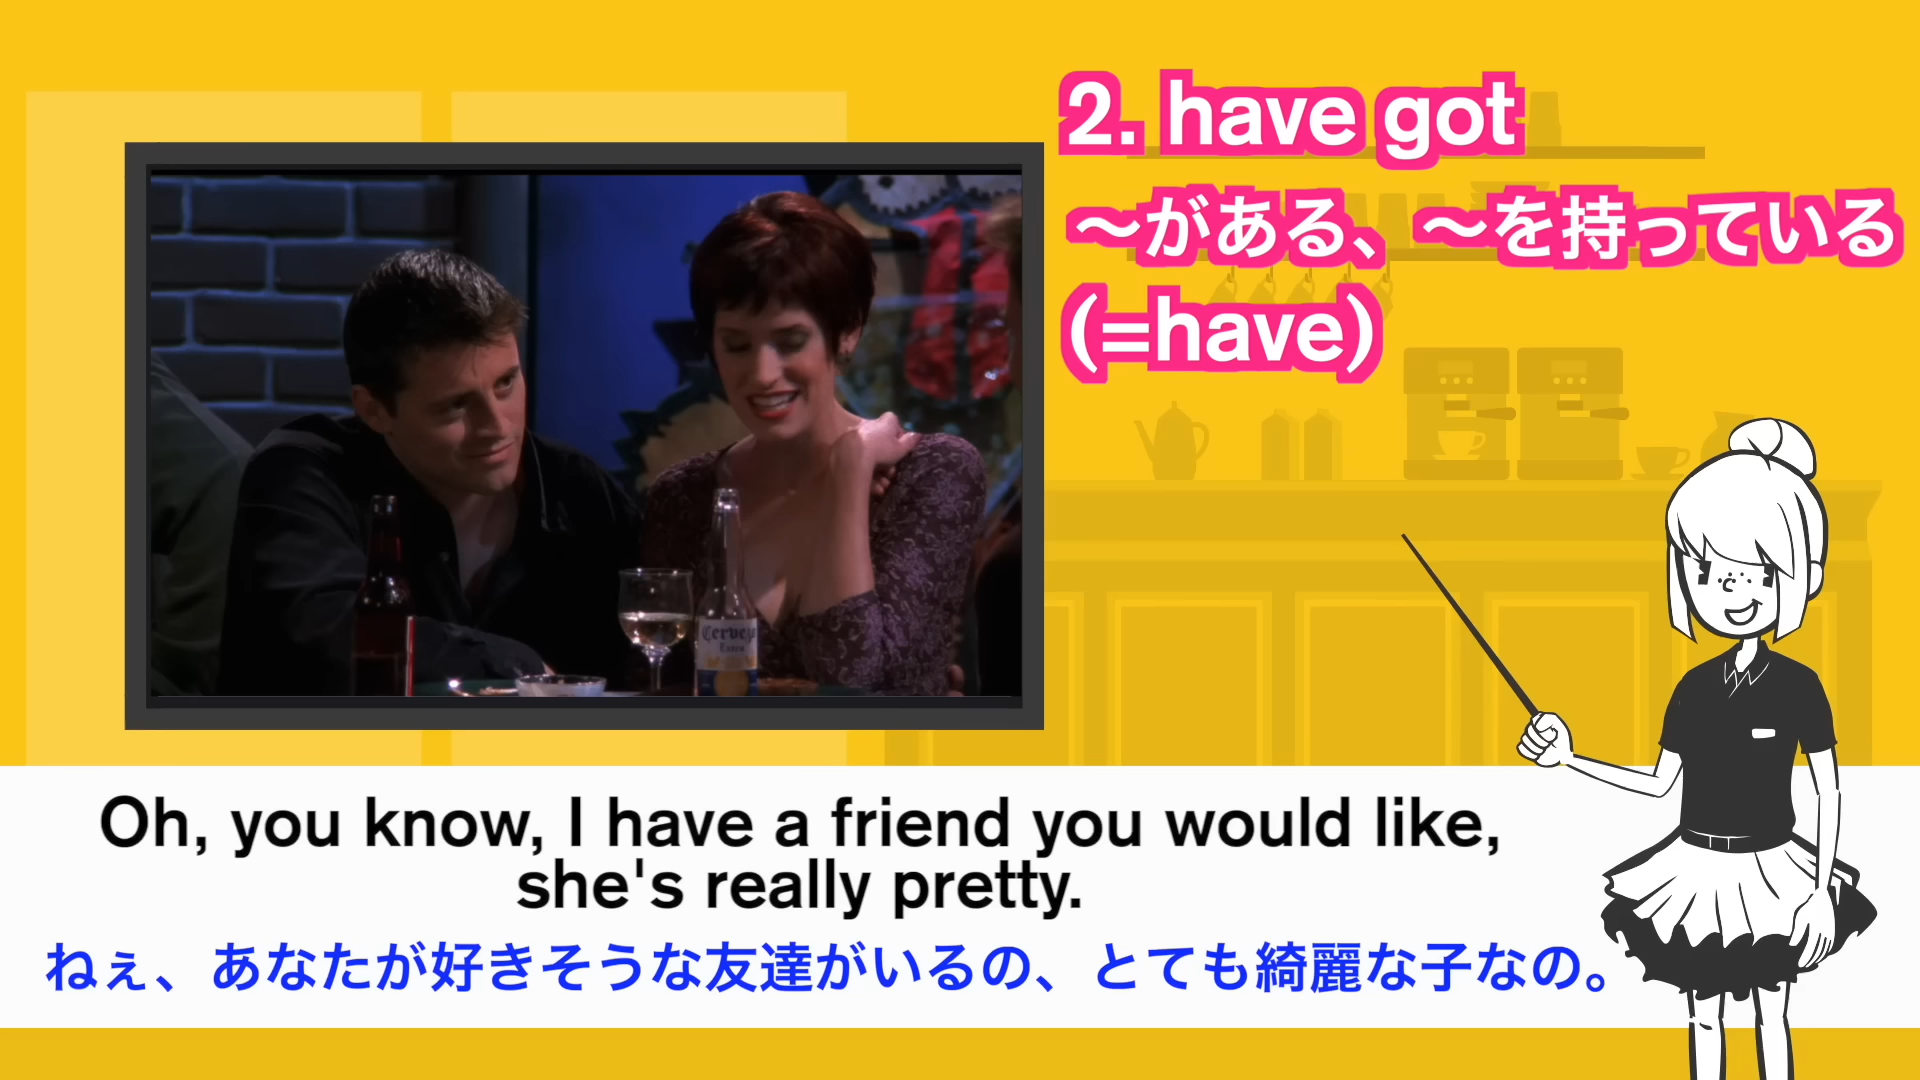 2. have got
～がある、～を持っている
(=have)
Cerveza
Extra
Oh, you know, I have a friend you would like,
she's really pretty.
ねぇ、あなたが好きそうな友達がいるの、とても綺麗な子なの。